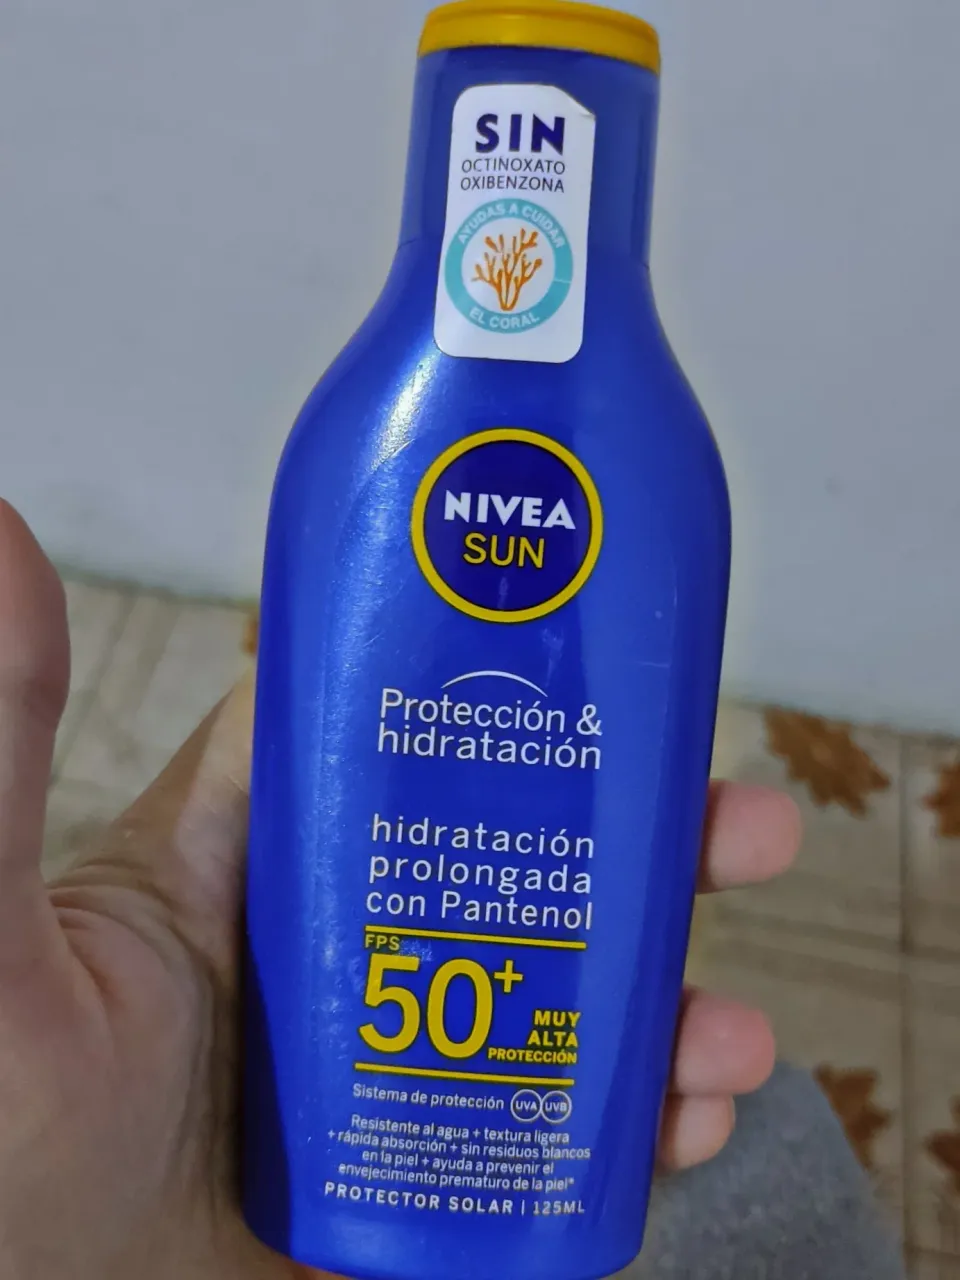 SIN
OCTINOXATO
OXIBENZONA
AYUDAS A CUIDAR
EL CORAL
NIVEA
SUN
Protección &
hidratación
hidratación
prolongada
con Pantenol
FPS
50+
MUY
ALTA
PROTECCIÓN
Sistema de protección UVA UVB
Resistente al agua + textura ligera
+ rápida absorción + sin residuos blancos
en la piel + ayuda a prevenir el
envejecimiento prematuro de la piel*
PROTECTOR SOLAR | 125ML